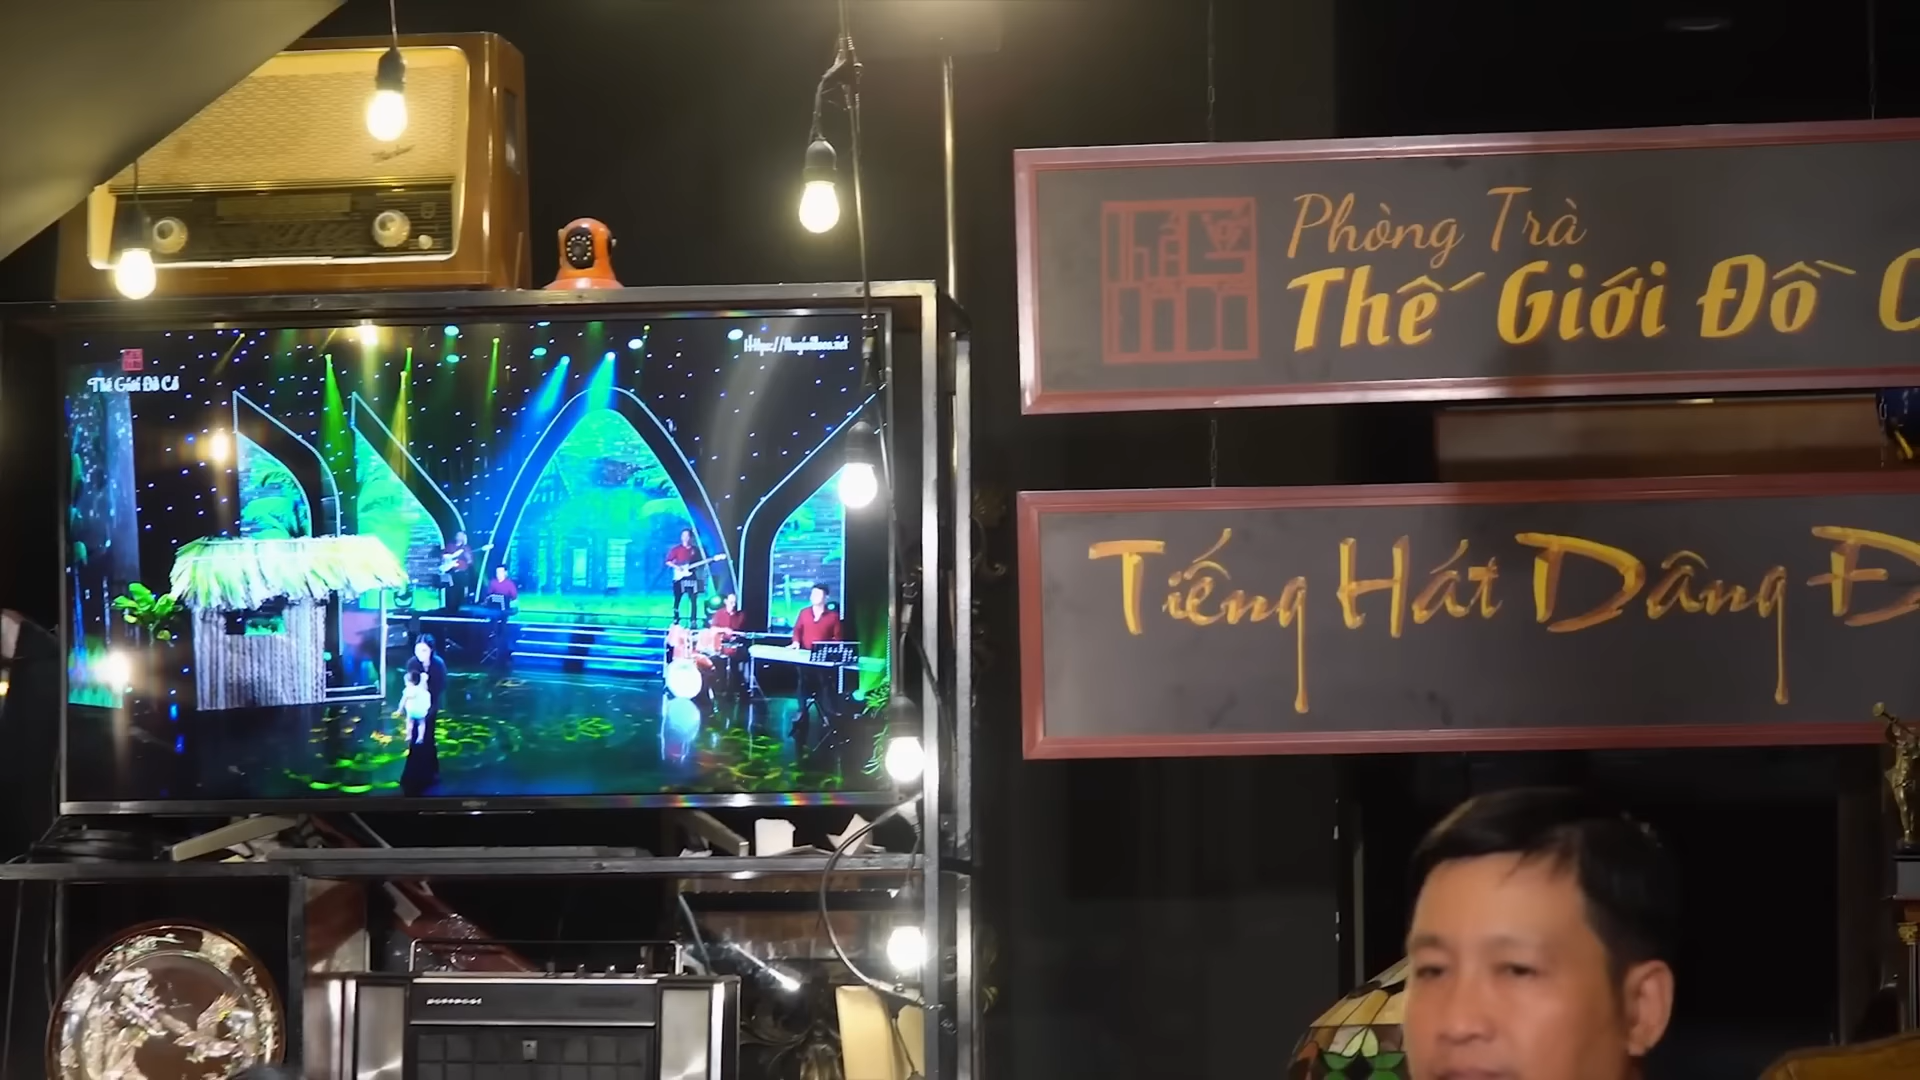 Phòng Trà
Thế Giới Đồ C
Tiếng Hát Dâng Đ
Thế Giới Đồ Cổ